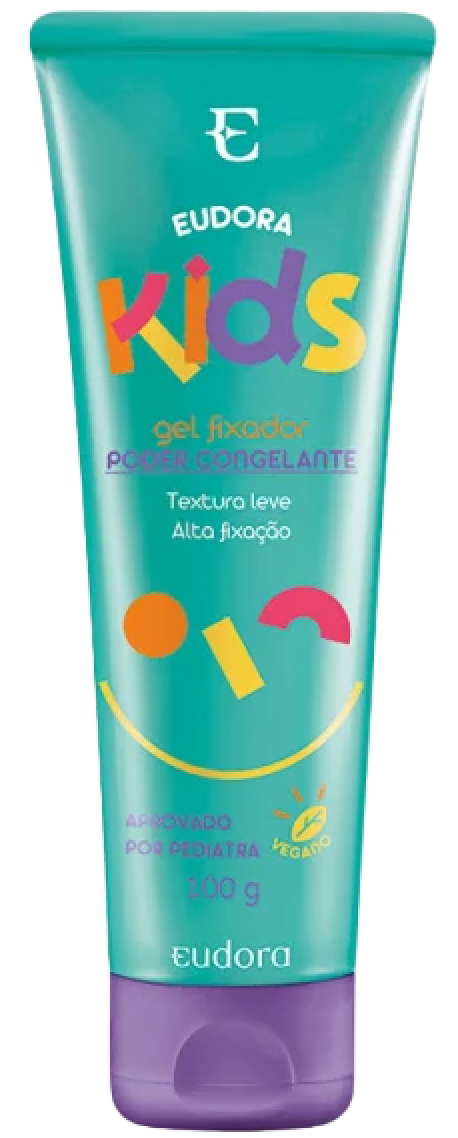 E
EUDORA
Kids
gel fixador
PODER CONGELANTE
Textura leve
Alta fixação
APROVADO
POR PEDIATRA
VEGANO
100 g
eudora